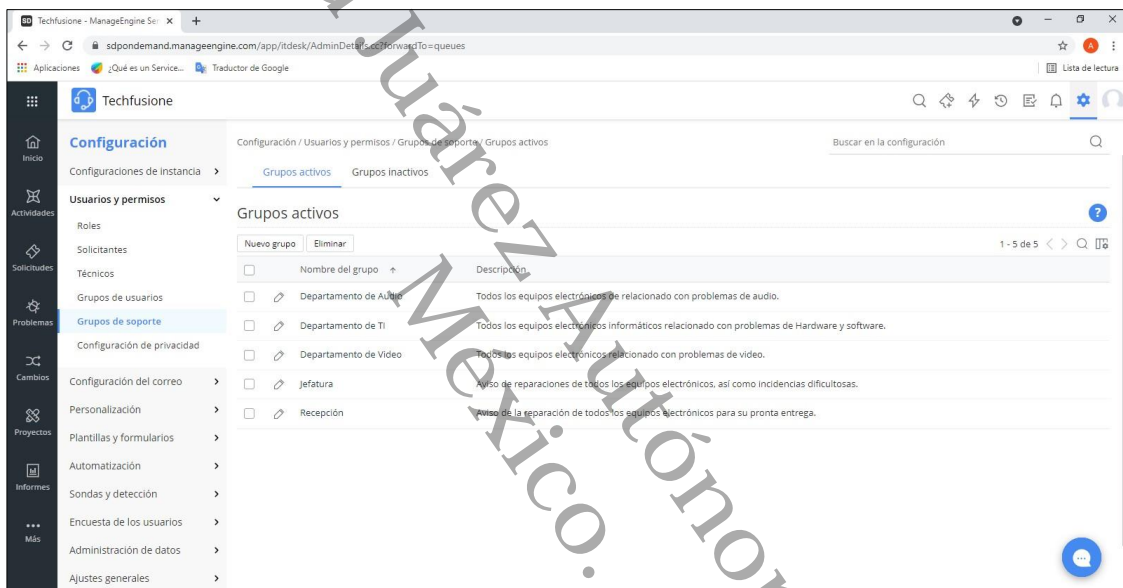 Techfusione - ManageEngine Ser
sdpondemand.manageengine.com/app/itdesk/AdminDetails.cc?forwardTo=queues
Aplicaciones ¿Qué es un Service... Traductor de Google Lista de lectura
Techfusione
Inicio
Actividades
Solicitudes
Problemas
Cambios
Proyectos
Informes
Más
Configuración
Configuraciones de instancia
Usuarios y permisos
Roles
Solicitantes
Técnicos
Grupos de usuarios
Grupos de soporte
Configuración de privacidad
Configuración del correo
Personalización
Plantillas y formularios
Automatización
Sondas y detección
Encuesta de los usuarios
Administración de datos
Ajustes generales
Configuración / Usuarios y permisos / Grupos de soporte / Grupos activos
Buscar en la configuración
Grupos activos Grupos inactivos
Grupos activos
Nuevo grupo Eliminar 1 - 5 de 5
Nombre del grupo Descripción
Departamento de Audio Todos los equipos electrónicos de relacionado con problemas de audio.
Departamento de TI Todos los equipos electrónicos informáticos relacionado con problemas de Hardware y software.
Departamento de Video Todos los equipos electrónicos relacionado con problemas de video.
Jefatura Aviso de reparaciones de todos los equipos electrónicos, así como incidencias dificultosas.
Recepción Aviso de la reparación de todos los equipos electrónicos para su pronta entrega.
Juárez Autónom
México.